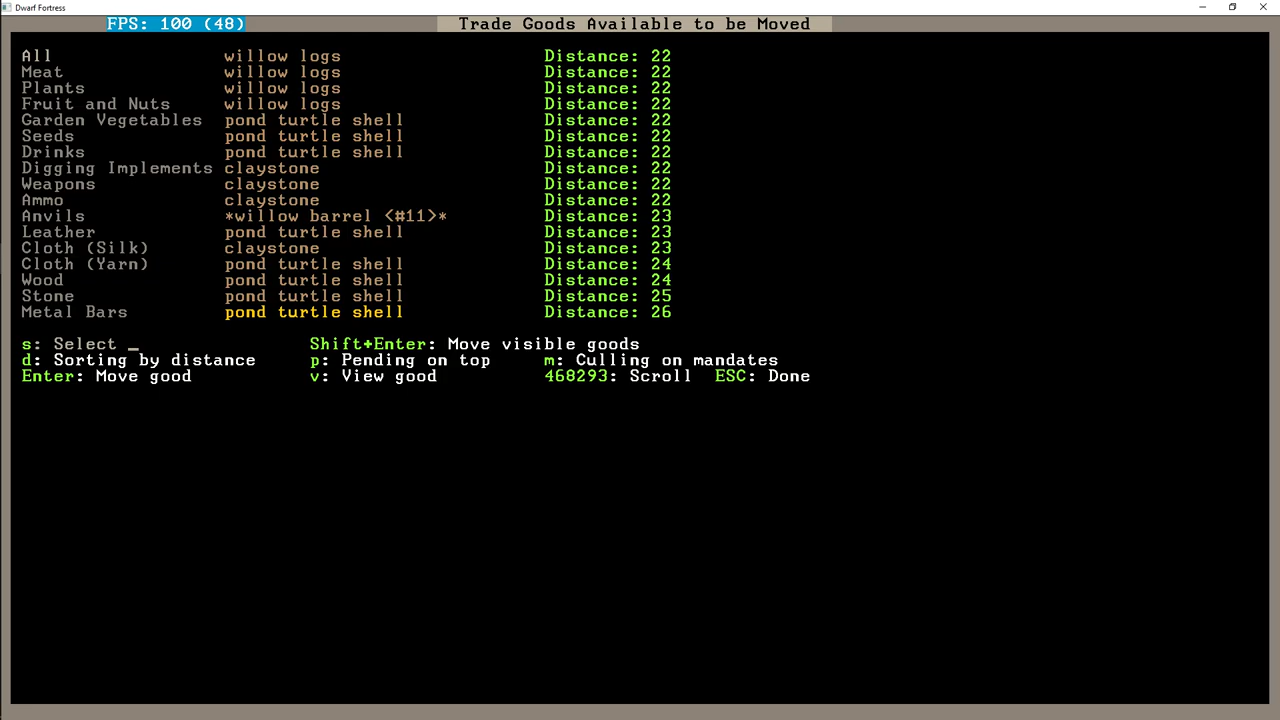 Dwarf Fortress
FPS: 100 (48)
Trade Goods Available to be Moved
All willow logs Distance: 22
Meat willow logs Distance: 22
Plants willow logs Distance: 22
Fruit and Nuts willow logs Distance: 22
Garden Vegetables pond turtle shell Distance: 22
Seeds pond turtle shell Distance: 22
Drinks pond turtle shell Distance: 22
Digging Implements claystone Distance: 22
Weapons claystone Distance: 22
Ammo claystone Distance: 22
Anvils *willow barrel <#11>* Distance: 23
Leather pond turtle shell Distance: 23
Cloth (Silk) claystone Distance: 23
Cloth (Yarn) pond turtle shell Distance: 24
Wood pond turtle shell Distance: 24
Stone pond turtle shell Distance: 25
Metal Bars pond turtle shell Distance: 26
s: Select _ Shift+Enter: Move visible goods
d: Sorting by distance p: Pending on top m: Culling on mandates
Enter: Move good v: View good 468293: Scroll ESC: Done